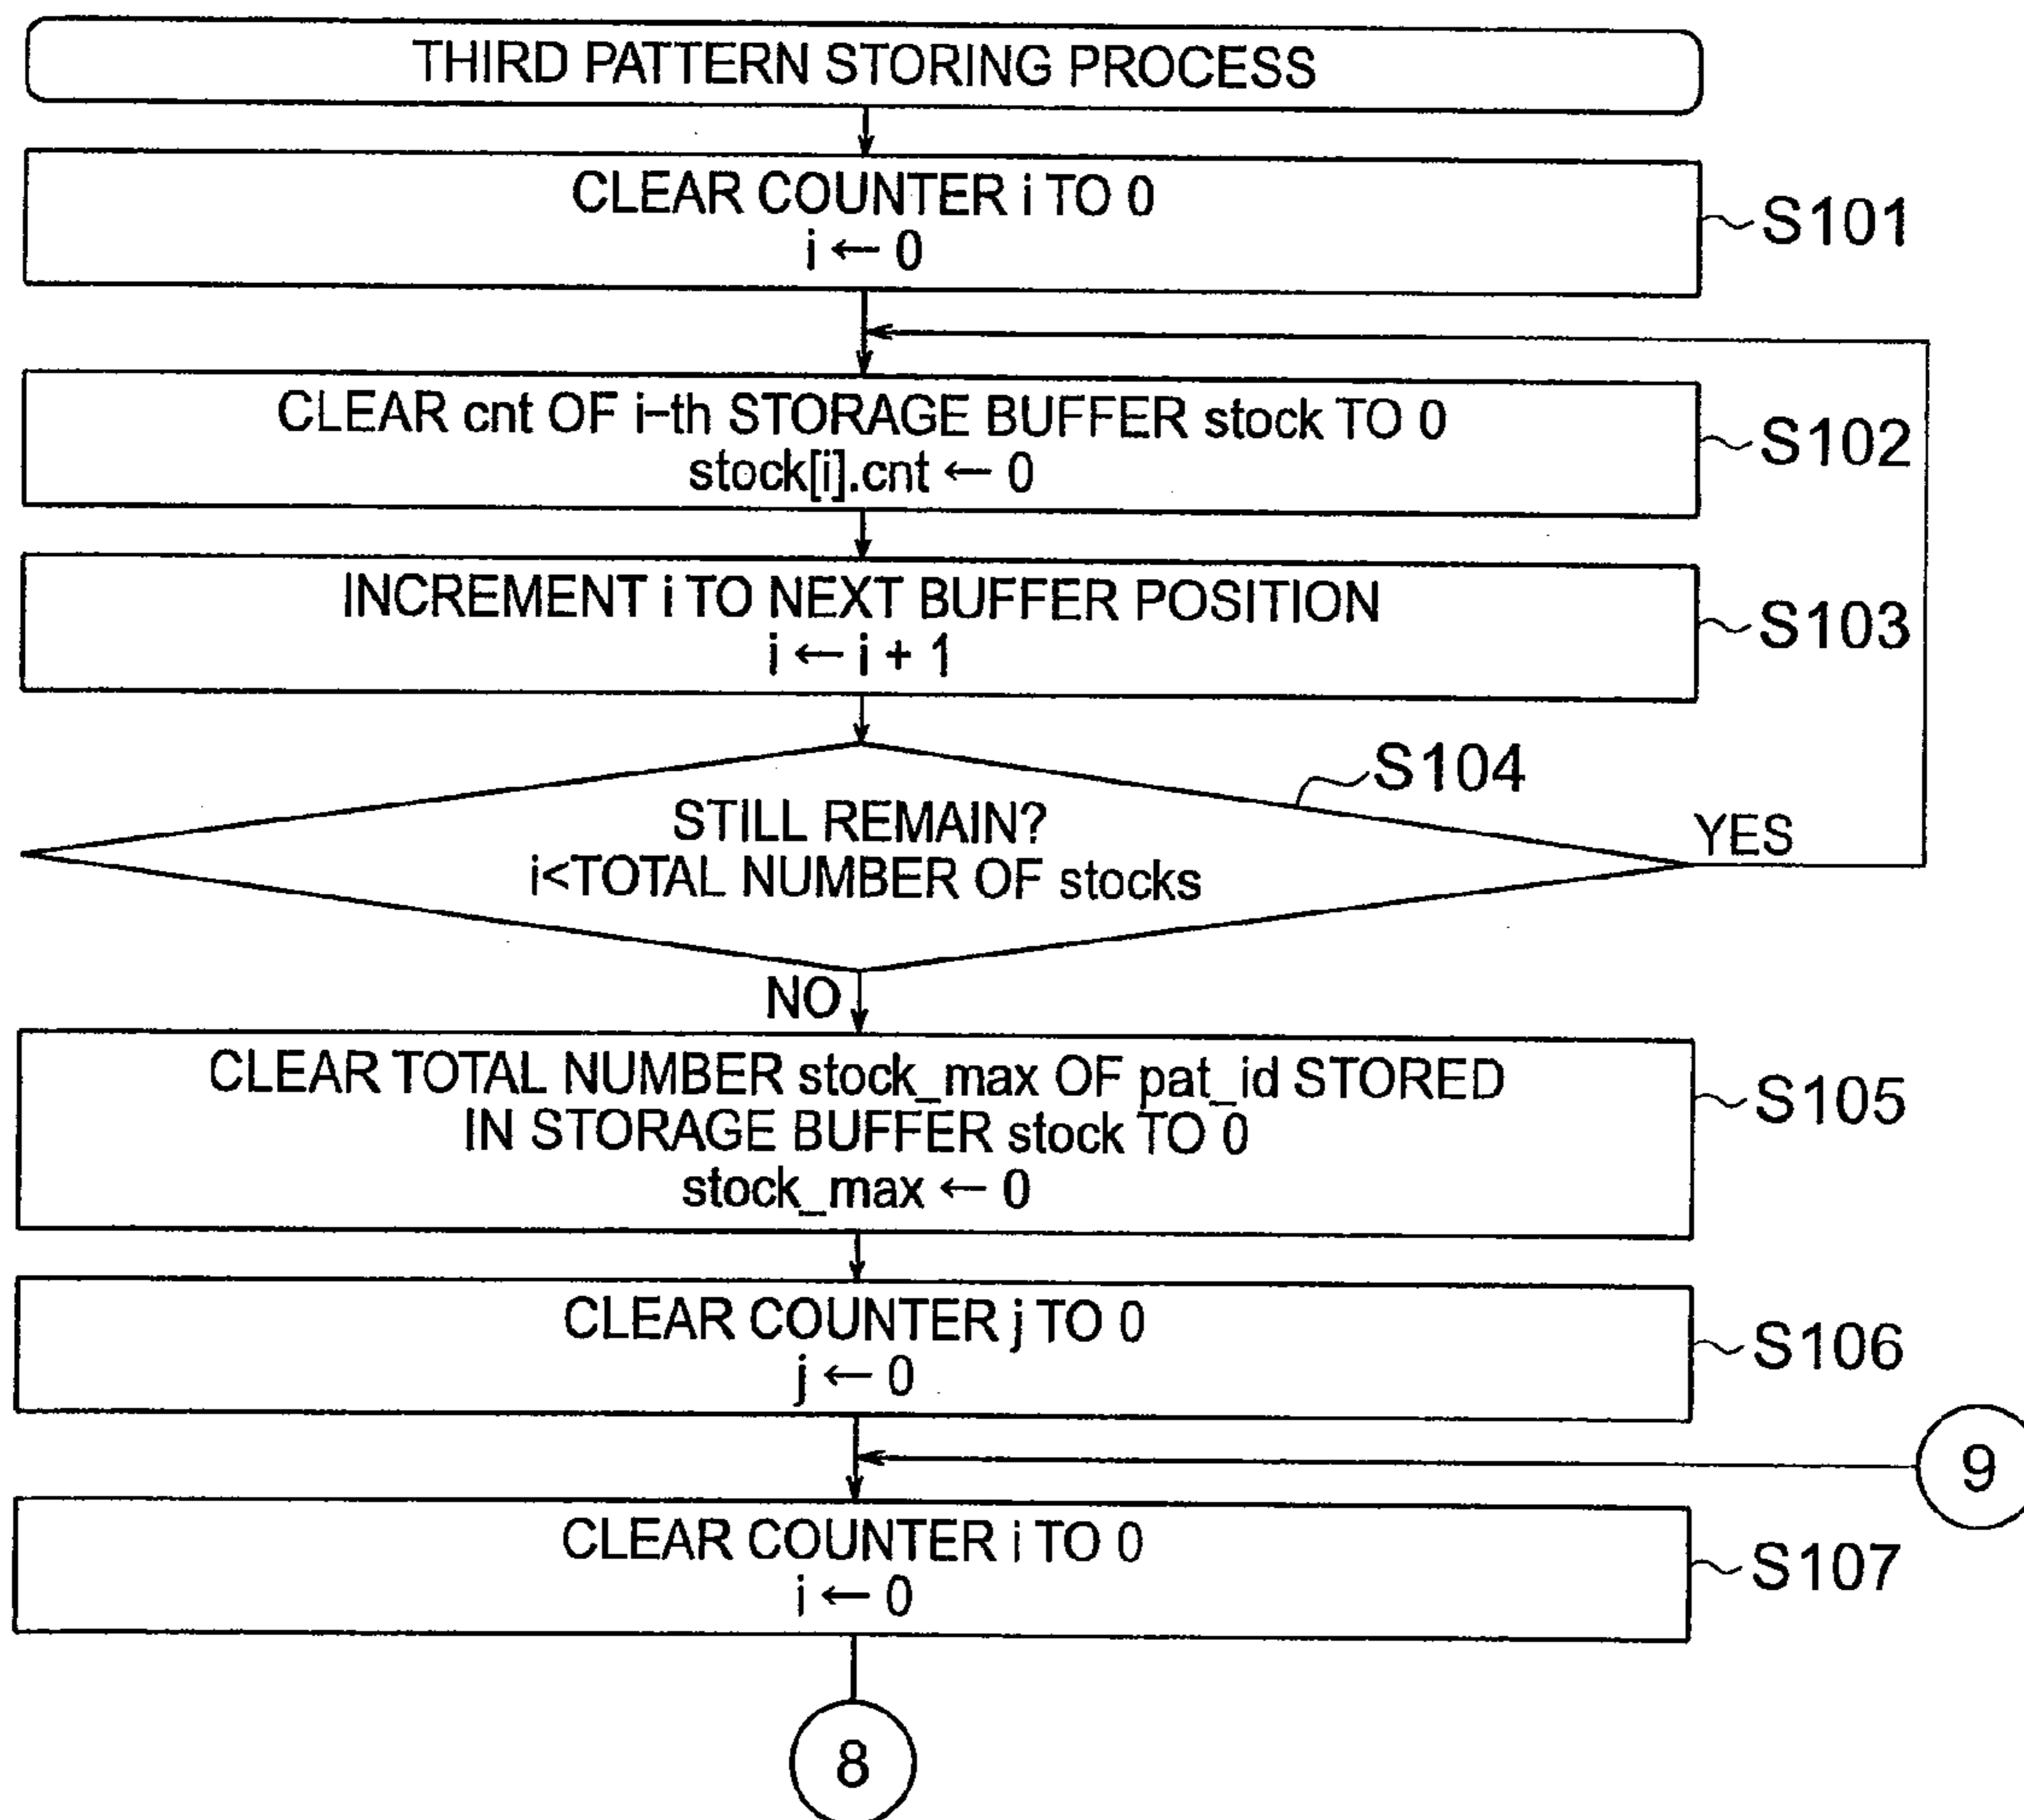 THIRD PATTERN STORING PROCESS
CLEAR COUNTER i TO 0
i ← 0
S101
CLEAR cnt OF i-th STORAGE BUFFER stock TO 0
stock[i].cnt ← 0
S102
INCREMENT i TO NEXT BUFFER POSITION
i ← i + 1
S103
S104
STILL REMAIN?
i<TOTAL NUMBER OF stocks
YES
NO
CLEAR TOTAL NUMBER stock_max OF pat_id STORED
IN STORAGE BUFFER stock TO 0
stock_max ← 0
S105
CLEAR COUNTER j TO 0
j ← 0
S106
9
CLEAR COUNTER i TO 0
i ← 0
S107
8